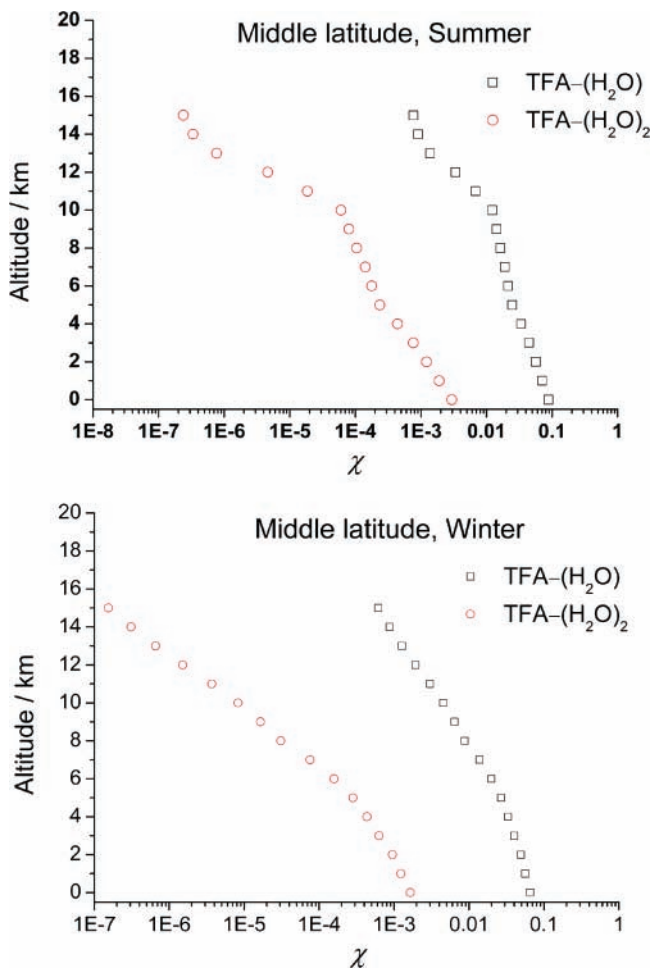 Middle latitude, Summer
TFA–(H₂O)
TFA–(H₂O)₂
Altitude / km
20
18
16
14
12
10
8
6
4
2
0
1E-8 1E-7 1E-6 1E-5 1E-4 1E-3 0.01 0.1 1
χ
Middle latitude, Winter
TFA–(H₂O)
TFA–(H₂O)₂
Altitude / km
20
18
16
14
12
10
8
6
4
2
0
1E-7 1E-6 1E-5 1E-4 1E-3 0.01 0.1 1
χ